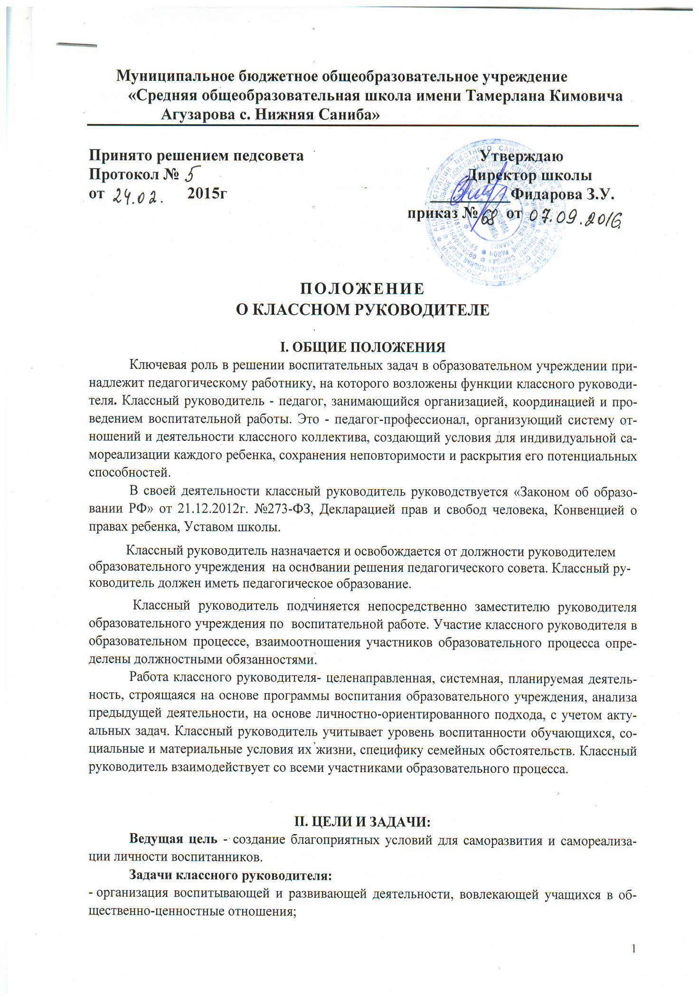 Муниципальное бюджетное общеобразовательное учреждение
«Средняя общеобразовательная школа имени Тамерлана Кимовича
Агузарова с. Нижняя Саниба»
Принято решением педсовета
Протокол № 5
от 24.02. 2015г
Утверждаю
Директор школы
Фидарова З.У.
приказ № 68 от 07.09.2016
ПОЛОЖЕНИЕ
О КЛАССНОМ РУКОВОДИТЕЛЕ
I. ОБЩИЕ ПОЛОЖЕНИЯ
Ключевая роль в решении воспитательных задач в образовательном учреждении при-
надлежит педагогическому работнику, на которого возложены функции классного руководи-
теля. Классный руководитель - педагог, занимающийся организацией, координацией и про-
ведением воспитательной работы. Это - педагог-профессионал, организующий систему от-
ношений и деятельности классного коллектива, создающий условия для индивидуальной са-
мореализации каждого ребенка, сохранения неповторимости и раскрытия его потенциальных
способностей.
В своей деятельности классный руководитель руководствуется «Законом об образо-
вании РФ» от 21.12.2012г. №273-ФЗ, Декларацией прав и свобод человека, Конвенцией о
правах ребенка, Уставом школы.
Классный руководитель назначается и освобождается от должности руководителем
образовательного учреждения на основании решения педагогического совета. Классный ру-
ководитель должен иметь педагогическое образование.
Классный руководитель подчиняется непосредственно заместителю руководителя
образовательного учреждения по воспитательной работе. Участие классного руководителя в
образовательном процессе, взаимоотношения участников образовательного процесса опре-
делены должностными обязанностями.
Работа классного руководителя- целенаправленная, системная, планируемая деятель-
ность, строящаяся на основе программы воспитания образовательного учреждения, анализа
предыдущей деятельности, на основе личностно-ориентированного подхода, с учетом акту-
альных задач. Классный руководитель учитывает уровень воспитанности обучающихся, со-
циальные и материальные условия их жизни, специфику семейных обстоятельств. Классный
руководитель взаимодействует со всеми участниками образовательного процесса.
II. ЦЕЛИ И ЗАДАЧИ:
Ведущая цель - создание благоприятных условий для саморазвития и самореализа-
ции личности воспитанников.
Задачи классного руководителя:
- организация воспитывающей и развивающей деятельности, вовлекающей учащихся в об-
щественно-ценностные отношения;
1